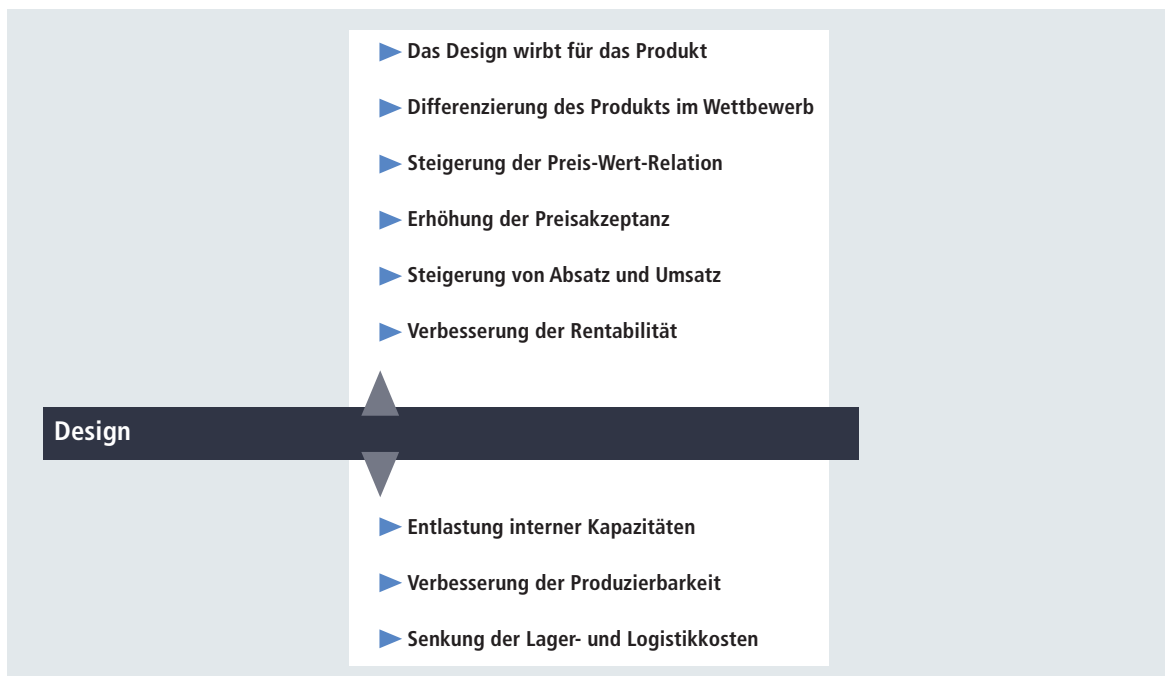 Das Design wirbt für das Produkt
Differenzierung des Produkts im Wettbewerb
Steigerung der Preis-Wert-Relation
Erhöhung der Preisakzeptanz
Steigerung von Absatz und Umsatz
Verbesserung der Rentabilität
Design
Entlastung interner Kapazitäten
Verbesserung der Produzierbarkeit
Senkung der Lager- und Logistikkosten